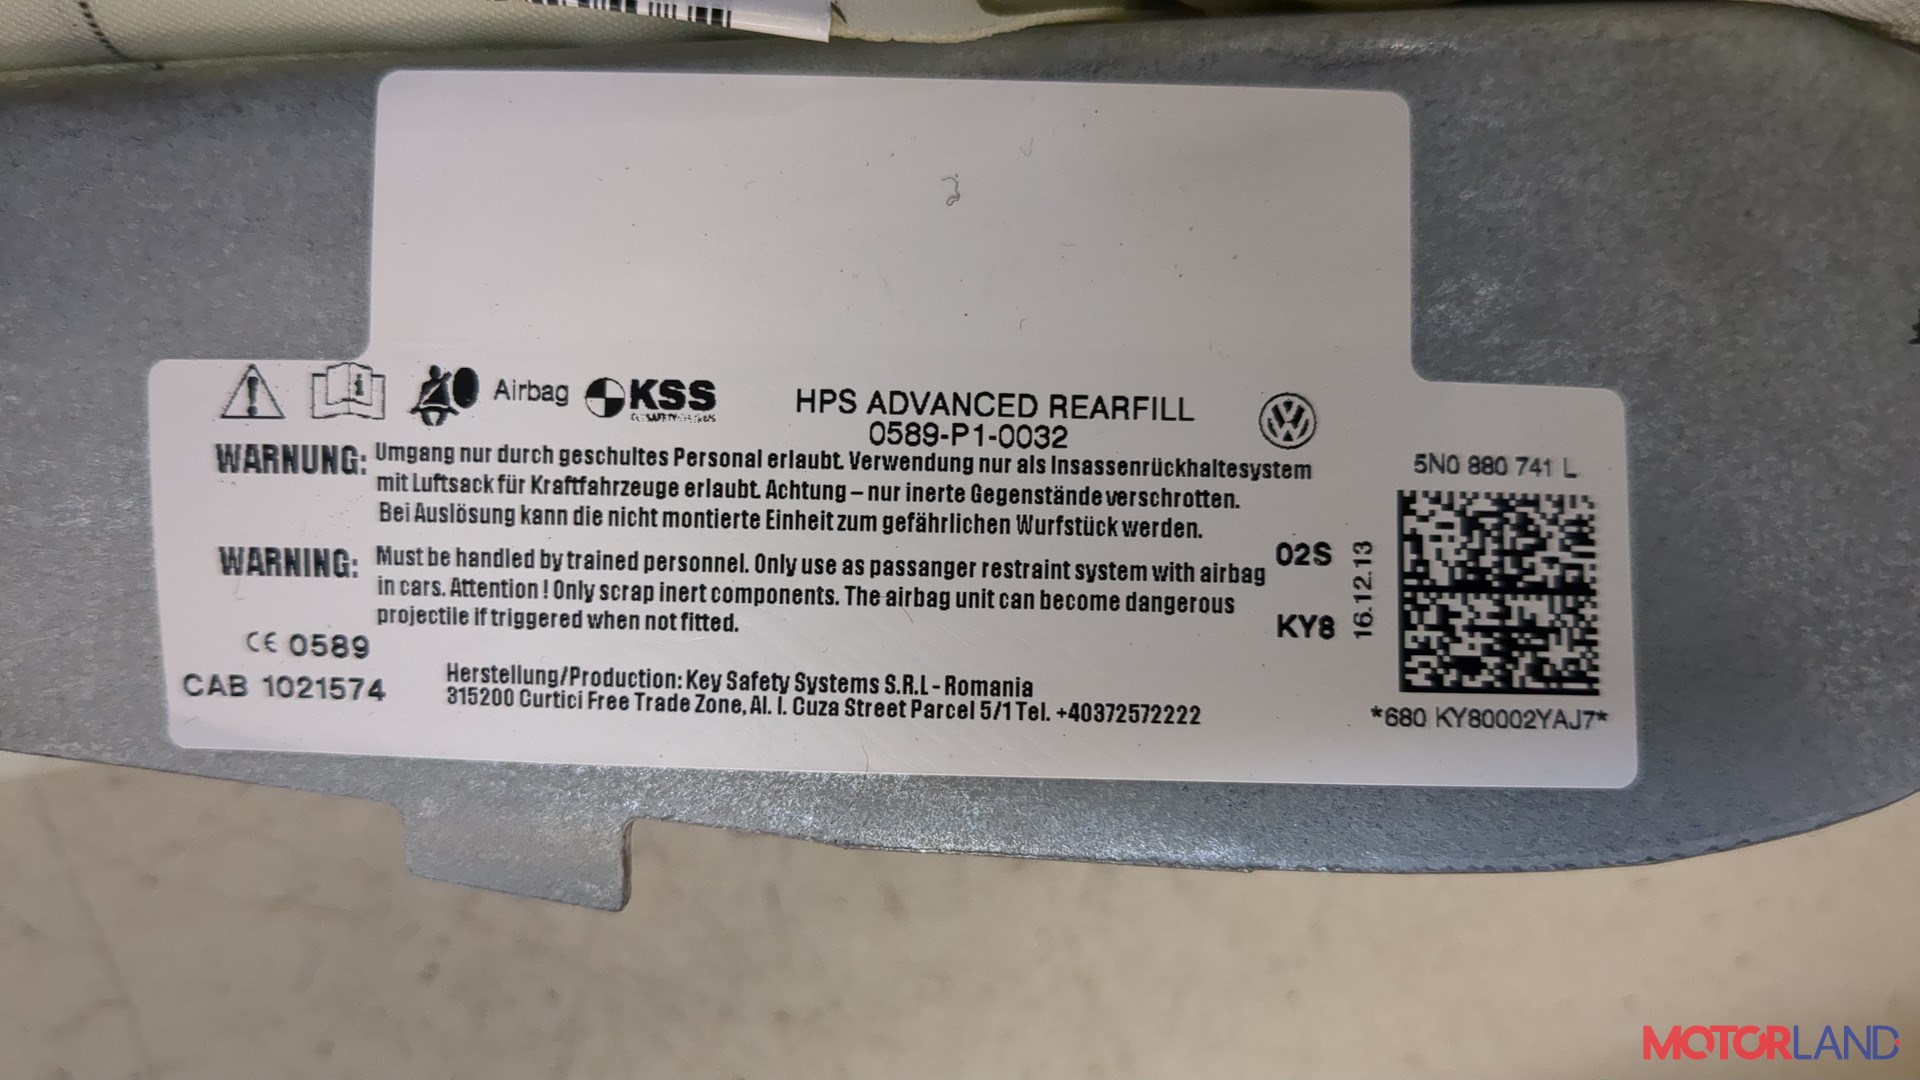 Airbag
KSS
HPS ADVANCED REARFILL
0589-P1-0032
WARNUNG: Umgang nur durch geschultes Personal erlaubt. Verwendung nur als Insassenrückhaltesystem
mit Luftsack für Kraftfahrzeuge erlaubt. Achtung – nur inerte Gegenstände verschrotten.
Bei Auslösung kann die nicht montierte Einheit zum gefährlichen Wurfstück werden.
WARNING: Must be handled by trained personnel. Only use as passanger restraint system with airbag
in cars. Attention ! Only scrap inert components. The airbag unit can become dangerous
projectile if triggered when not fitted.
CE 0589
CAB 1021574
Herstellung/Production: Key Safety Systems S.R.L - Romania
315200 Curtici Free Trade Zone, Al. I. Cuza Street Parcel 5/1 Tel. +40372572222
02S
KY8
16.12.13
5N0 880 741 L
*680 KY80002YAJ7*
MOTORLAND